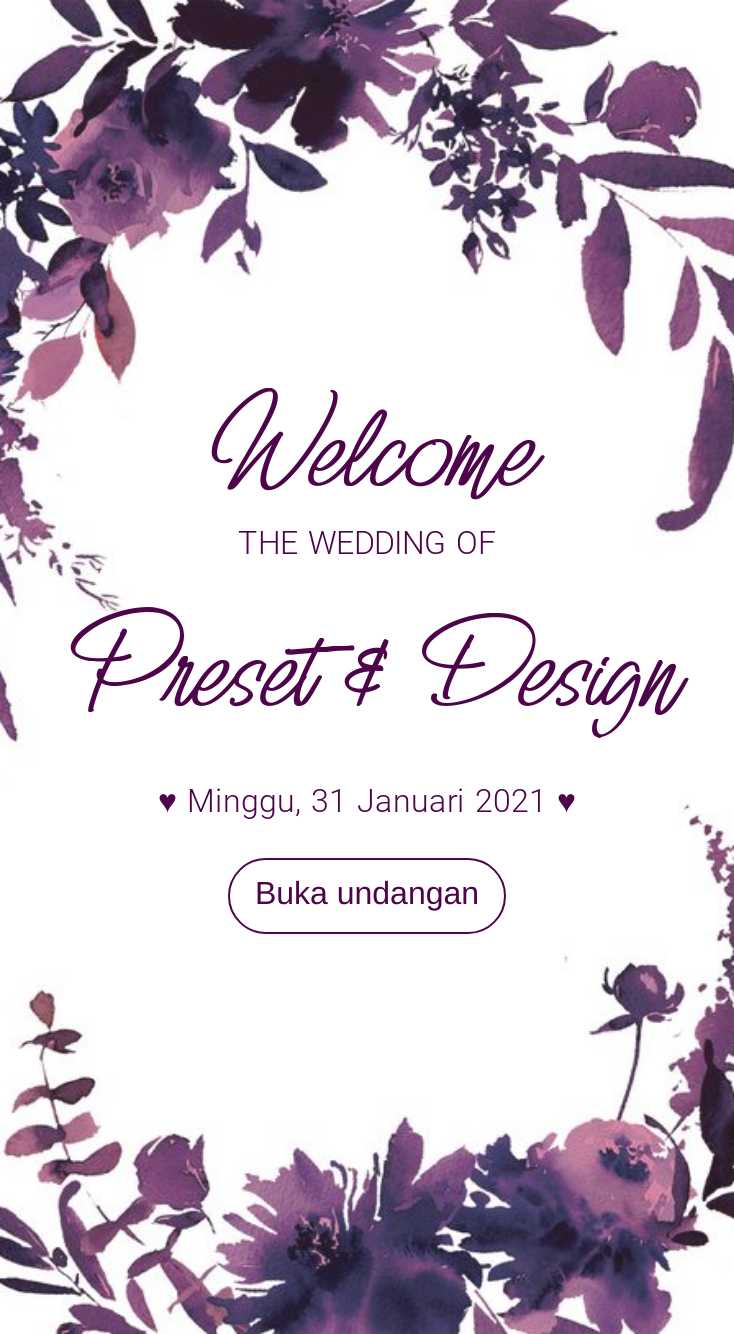 Welcome
THE WEDDING OF
Preset & Design
♥ Minggu, 31 Januari 2021 ♥
Buka undangan